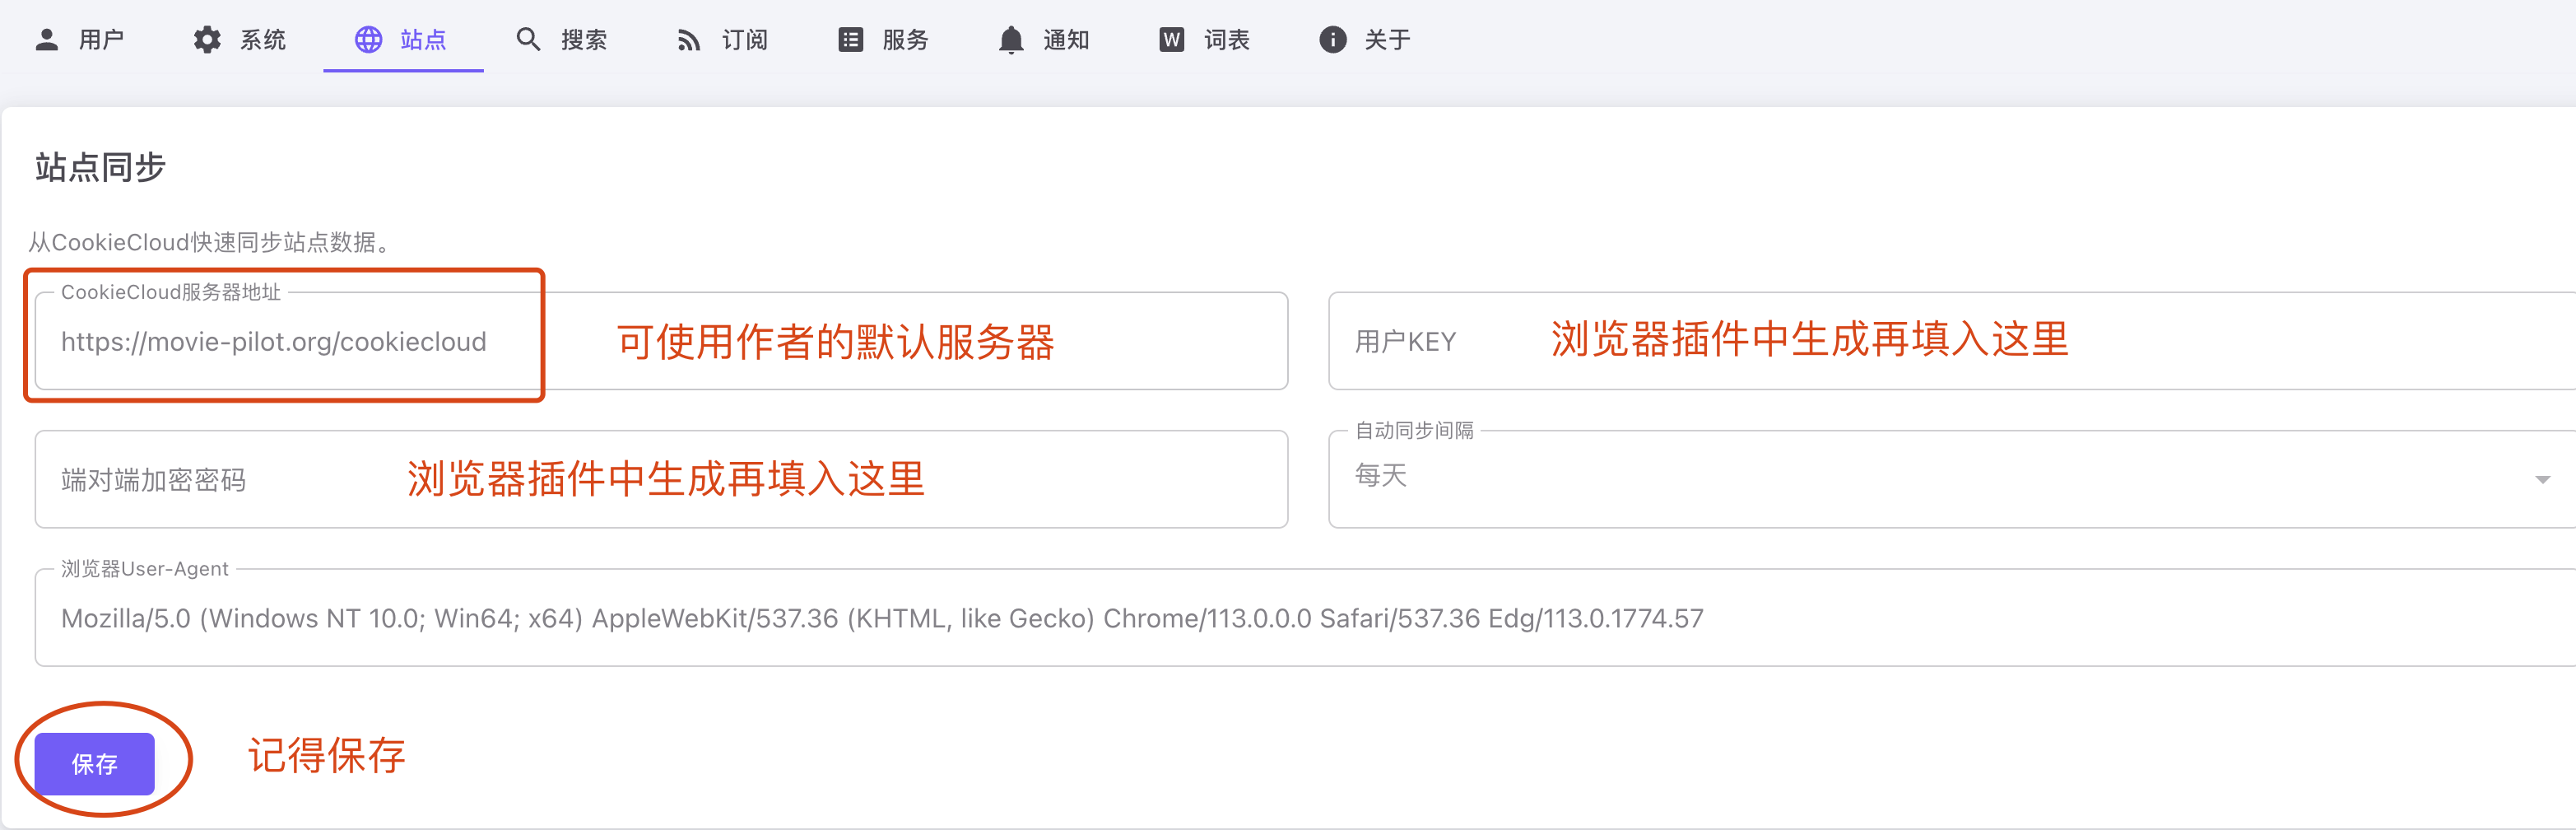 用户 系统 站点 搜索 订阅 服务 通知 W 词表 关于
站点同步
从CookieCloud快速同步站点数据。
CookieCloud服务器地址
https://movie-pilot.org/cookiecloud 可使用作者的默认服务器
用户KEY 浏览器插件中生成再填入这里
端对端加密密码 浏览器插件中生成再填入这里
自动同步间隔
每天
浏览器User-Agent
Mozilla/5.0 (Windows NT 10.0; Win64; x64) AppleWebKit/537.36 (KHTML, like Gecko) Chrome/113.0.0.0 Safari/537.36 Edg/113.0.1774.57
保存 记得保存